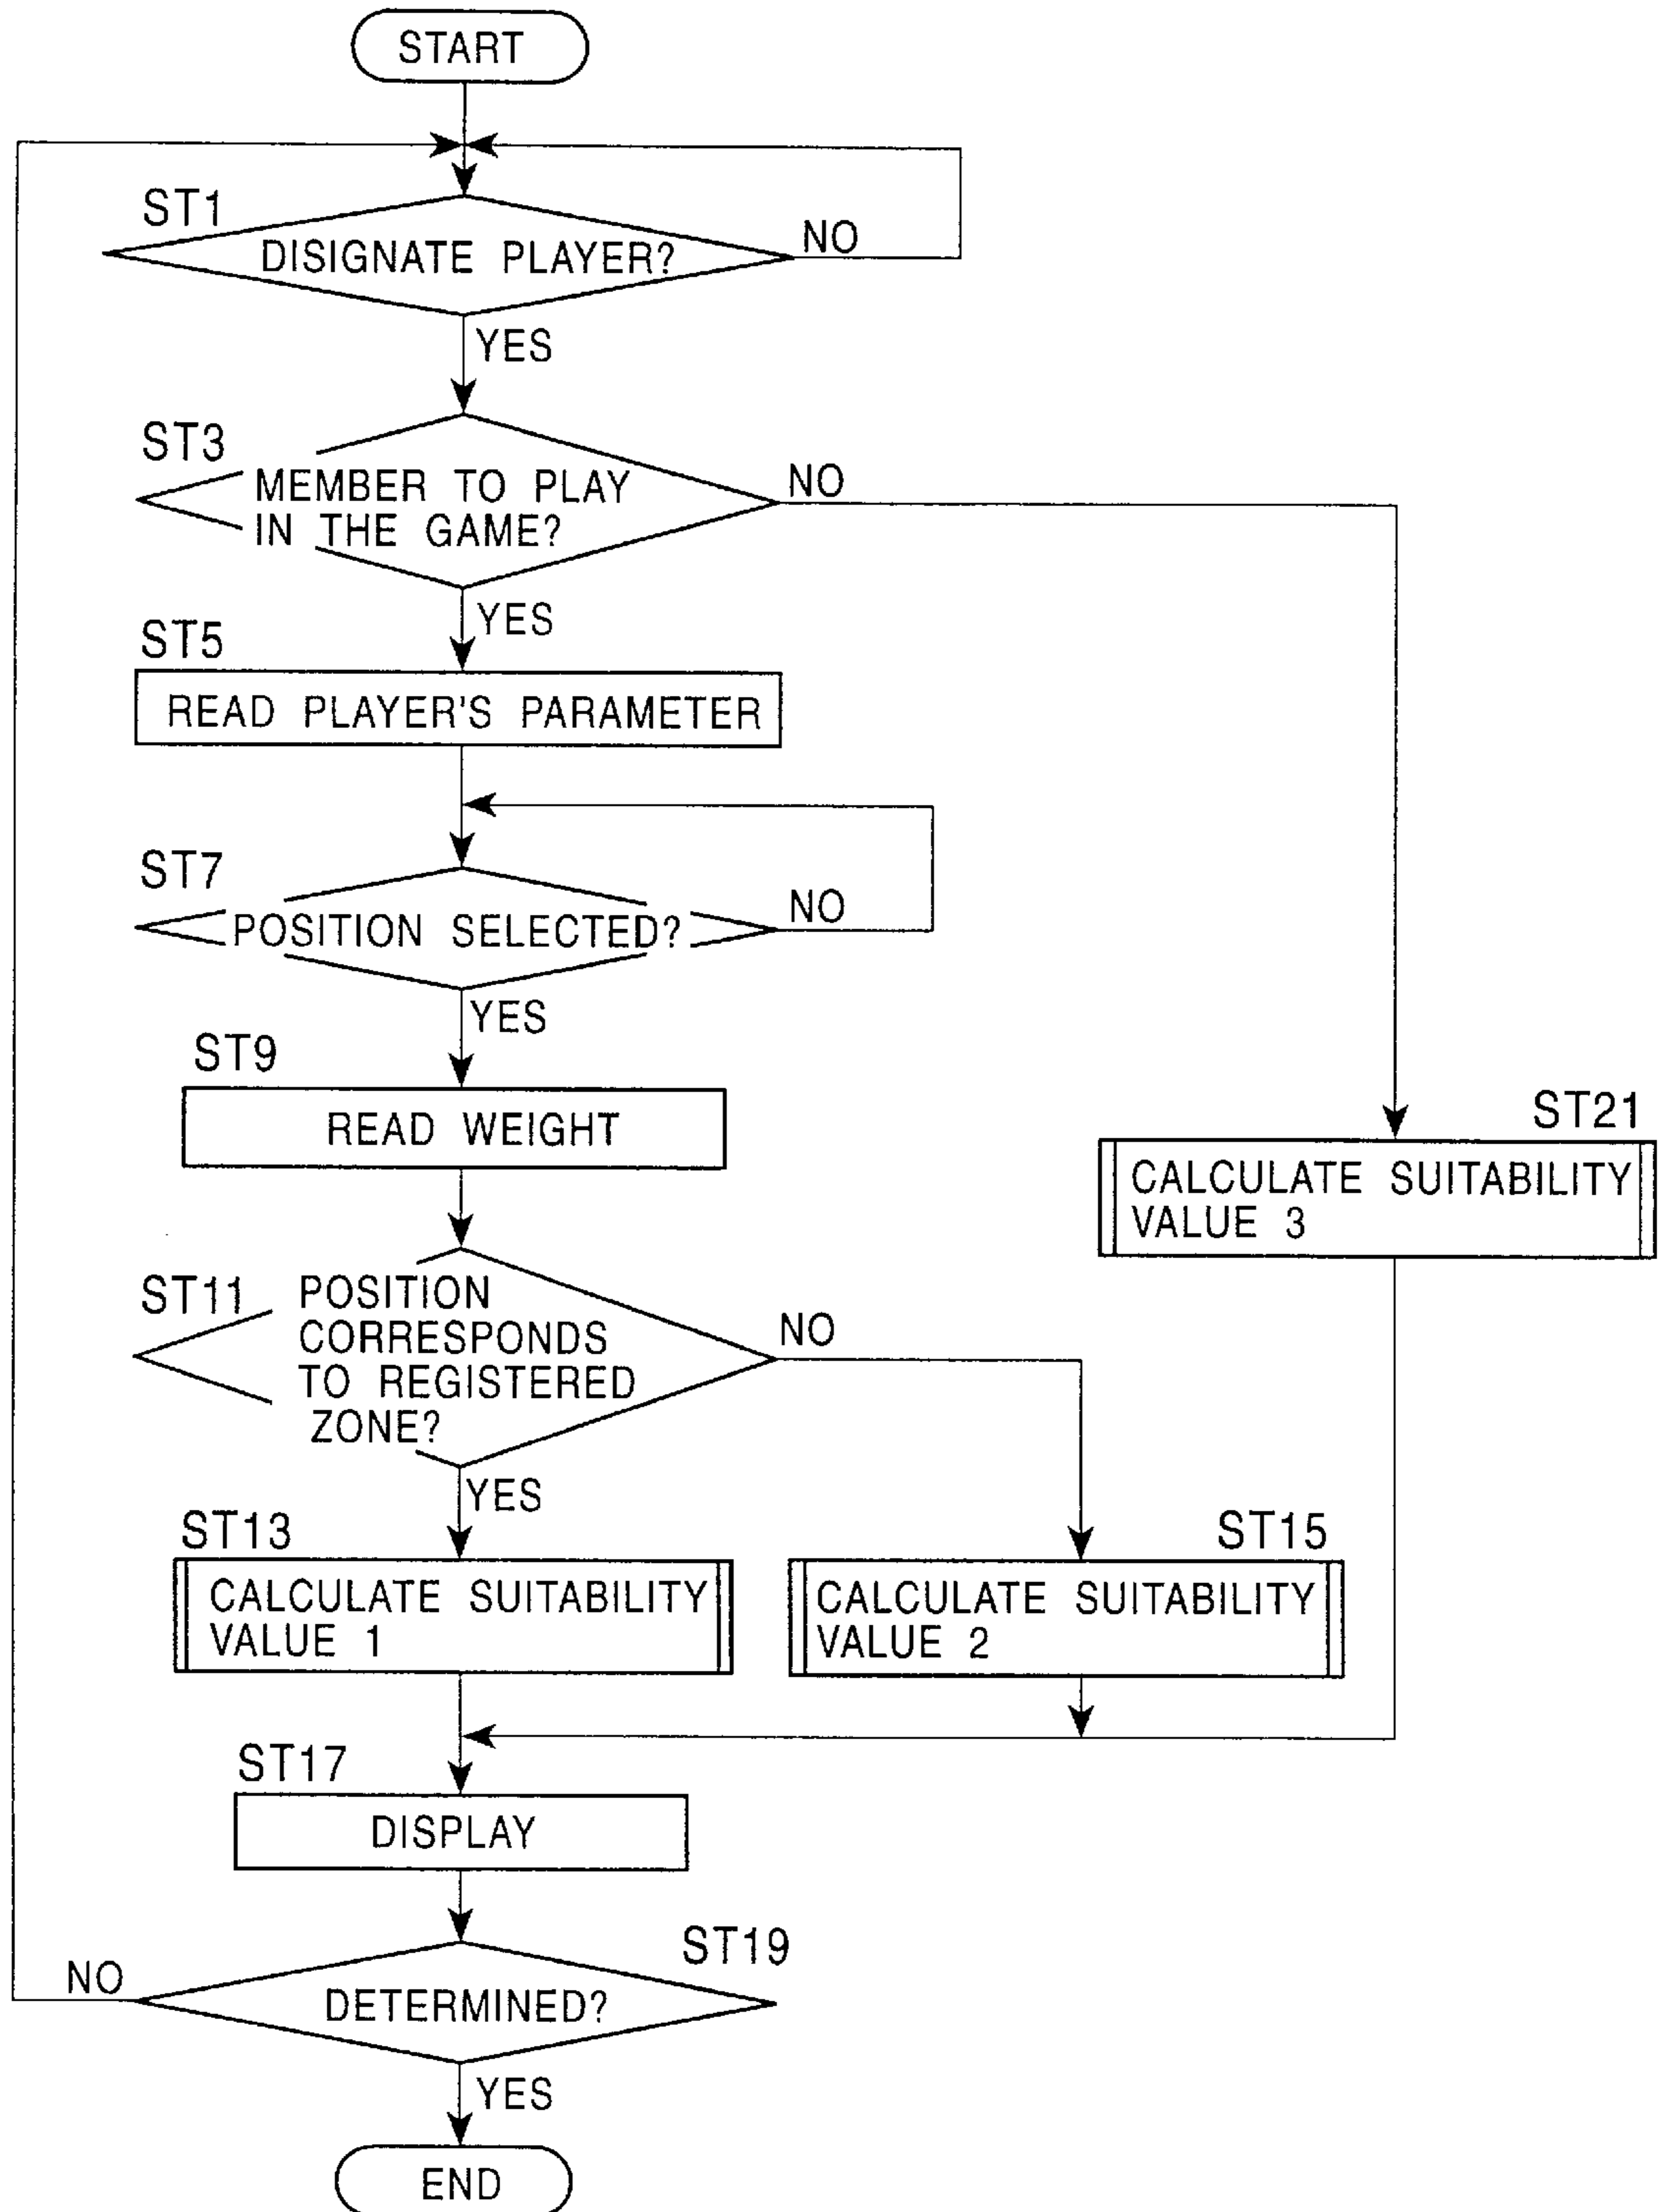 START
ST1
DISIGNATE PLAYER?
NO
YES
ST3
MEMBER TO PLAY
IN THE GAME?
NO
YES
ST5
READ PLAYER'S PARAMETER
ST7
POSITION SELECTED?
NO
YES
ST9
READ WEIGHT
ST21
CALCULATE SUITABILITY
VALUE 3
ST11
POSITION
CORRESPONDS
TO REGISTERED
ZONE?
NO
YES
ST13
CALCULATE SUITABILITY
VALUE 1
ST15
CALCULATE SUITABILITY
VALUE 2
ST17
DISPLAY
ST19
DETERMINED?
NO
YES
END